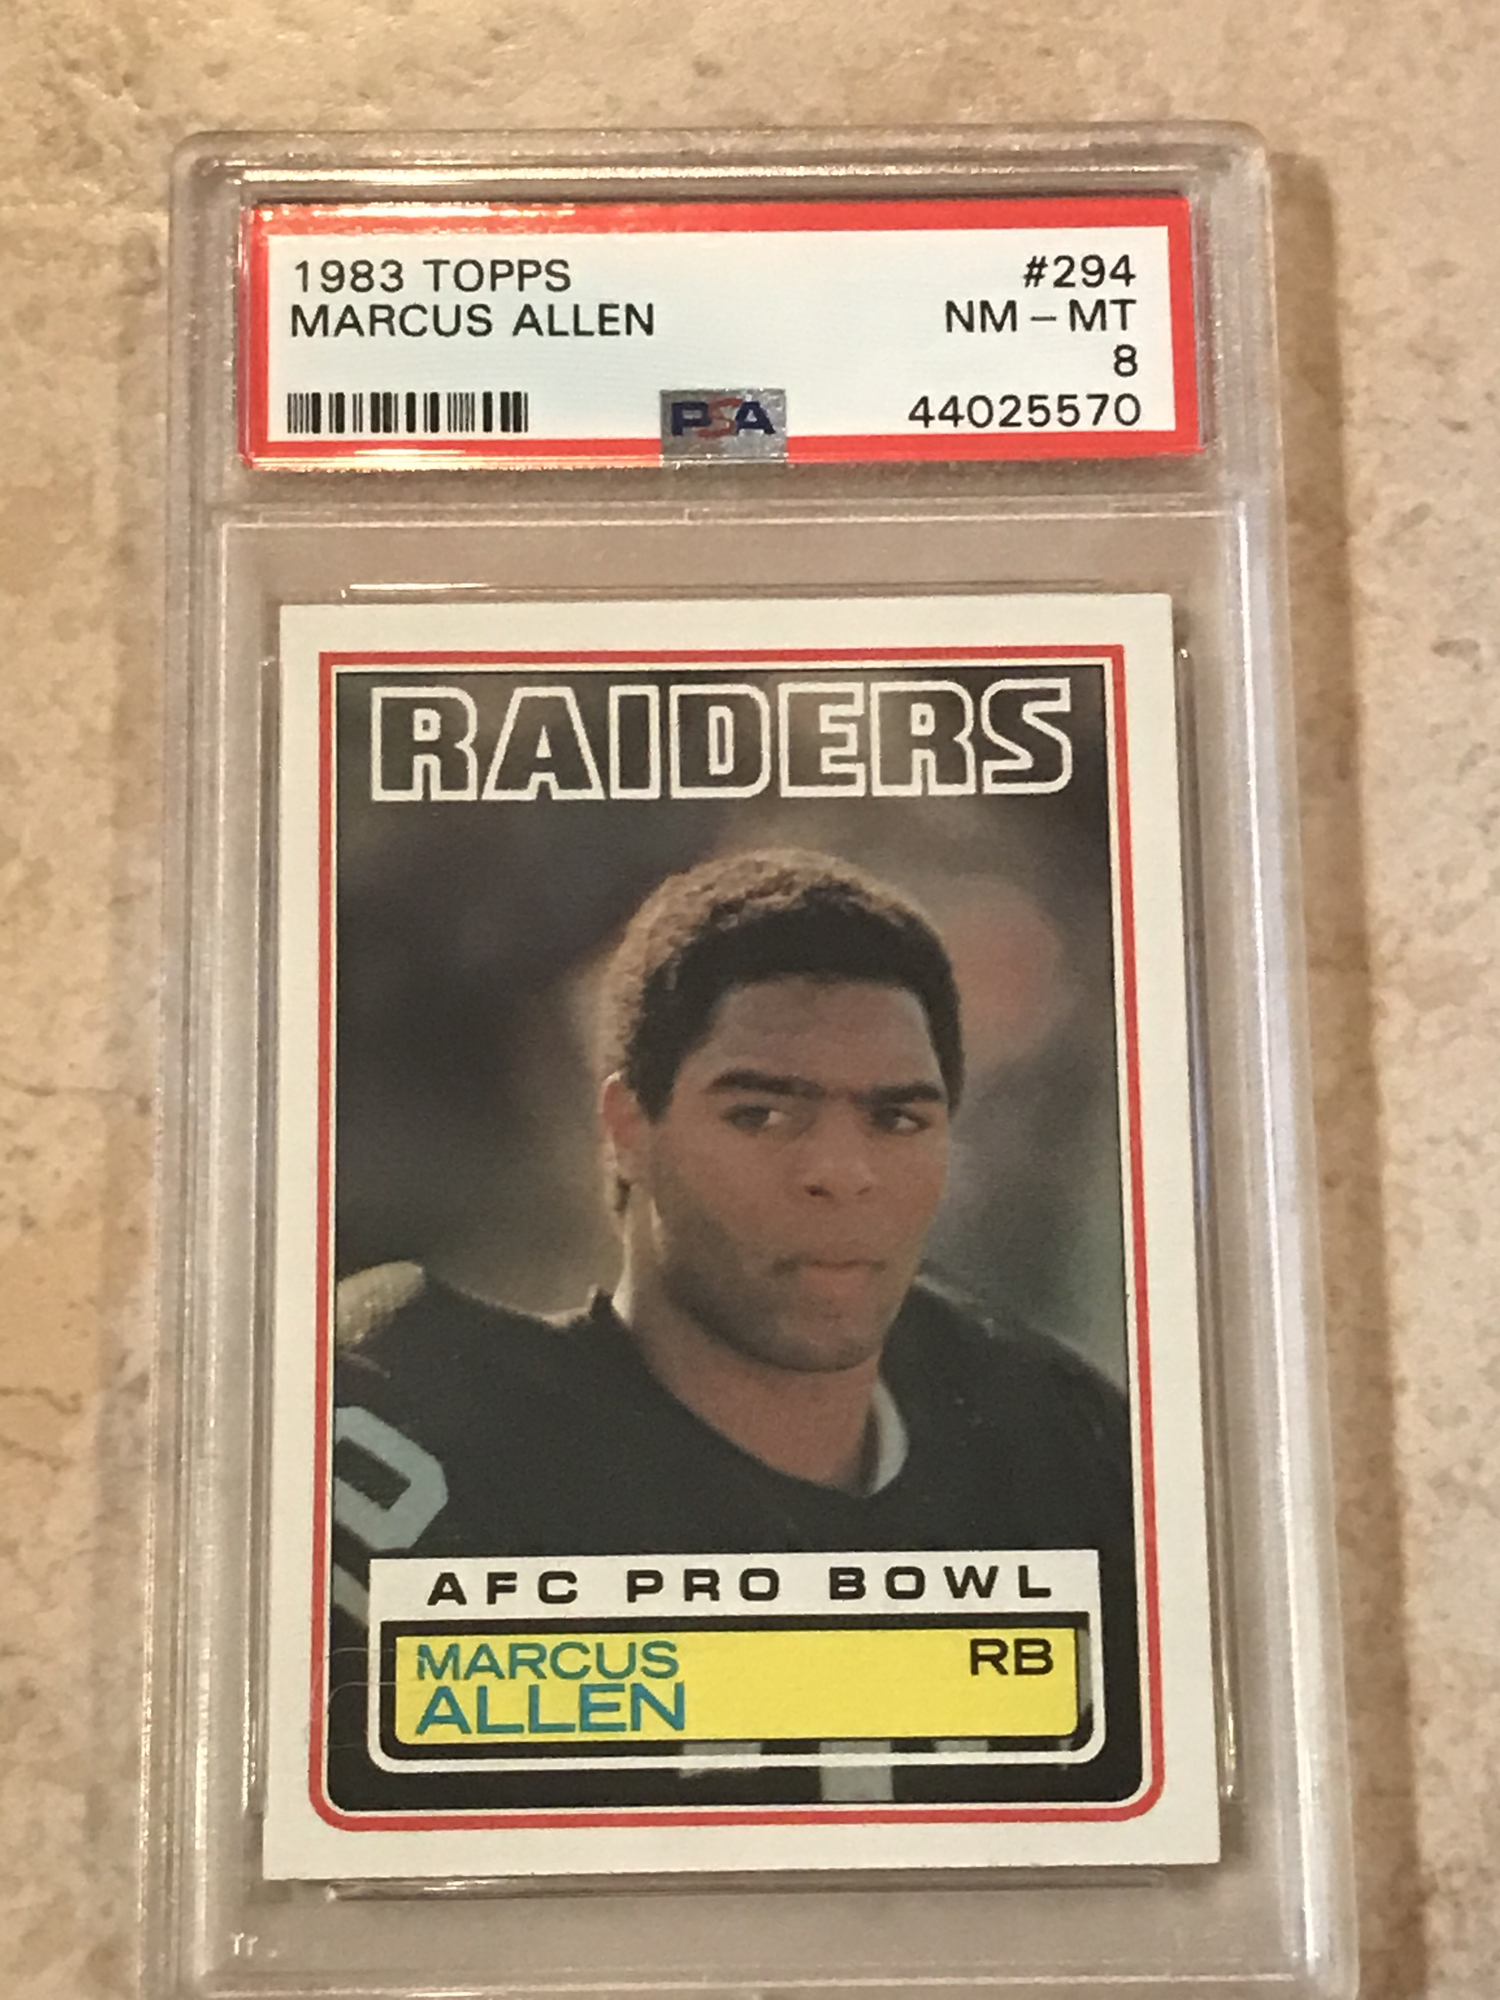 1983 TOPPS #294
MARCUS ALLEN NM-MT
8
PSA 44025570
RAIDERS
AFC PRO BOWL
MARCUS RB
ALLEN